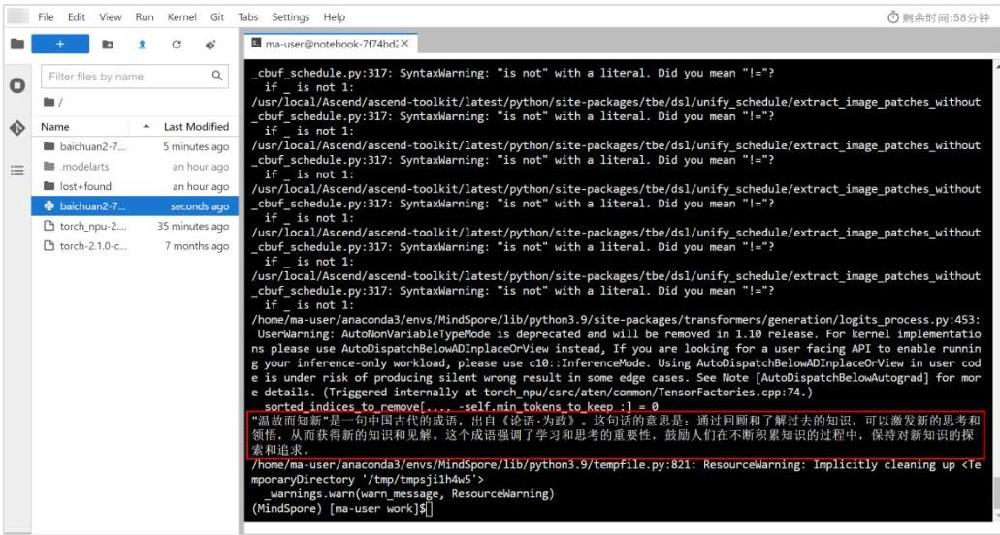 File Edit View Run Kernel Git Tabs Settings Help
剩余时间:58分钟
ma-user@notebook-7f74bd2
Filter files by name
/
Name Last Modified
baichuan2-7... 5 minutes ago
.modelarts an hour ago
lost+found an hour ago
baichuan2-7... seconds ago
torch_npu-2.... 35 minutes ago
torch-2.1.0-c... 7 months ago
_cbuf_schedule.py:317: SyntaxWarning: "is not" with a literal. Did you mean "!="?
if _ is not 1:
/usr/local/Ascend/ascend-toolkit/latest/python/site-packages/tbe/dsl/unify_schedule/extract_image_patches_without
_cbuf_schedule.py:317: SyntaxWarning: "is not" with a literal. Did you mean "!="?
if _ is not 1:
/usr/local/Ascend/ascend-toolkit/latest/python/site-packages/tbe/dsl/unify_schedule/extract_image_patches_without
_cbuf_schedule.py:317: SyntaxWarning: "is not" with a literal. Did you mean "!="?
if _ is not 1:
/usr/local/Ascend/ascend-toolkit/latest/python/site-packages/tbe/dsl/unify_schedule/extract_image_patches_without
_cbuf_schedule.py:317: SyntaxWarning: "is not" with a literal. Did you mean "!="?
if _ is not 1:
/usr/local/Ascend/ascend-toolkit/latest/python/site-packages/tbe/dsl/unify_schedule/extract_image_patches_without
_cbuf_schedule.py:317: SyntaxWarning: "is not" with a literal. Did you mean "!="?
if _ is not 1:
/usr/local/Ascend/ascend-toolkit/latest/python/site-packages/tbe/dsl/unify_schedule/extract_image_patches_without
_cbuf_schedule.py:317: SyntaxWarning: "is not" with a literal. Did you mean "!="?
if _ is not 1:
/home/ma-user/anaconda3/envs/MindSpore/lib/python3.9/site-packages/transformers/generation/logits_process.py:453:
UserWarning: AutoNonVariableTypeMode is deprecated and will be removed in 1.10 release. For kernel implementatio
ns please use AutoDispatchBelowADInplaceOrView instead, If you are looking for a user facing API to enable runnin
g your inference-only workload, please use c10::InferenceMode. Using AutoDispatchBelowADInplaceOrView in user cod
e is under risk of producing silent wrong result in some edge cases. See Note [AutoDispatchBelowAutograd] for mor
e details. (Triggered internally at torch_npu/csrc/aten/common/TensorFactories.cpp:74.)
sorted_indices_to_remove[..., -self.min_tokens_to_keep :] = 0
"温故而知新"是一句中国古代的成语，出自《论语·为政》。这句话的意思是：通过回顾和了解过去的知识，可以激发新的思考和
领悟，从而获得新的知识和见解。这个成语强调了学习和思考的重要性，鼓励人们在不断积累知识的过程中，保持对新知识的探
索和追求。
/home/ma-user/anaconda3/envs/MindSpore/lib/python3.9/tempfile.py:821: ResourceWarning: Implicitly cleaning up <Te
mporaryDirectory '/tmp/tmpsji1h4w5'>
_warnings.warn(warn_message, ResourceWarning)
(MindSpore) [ma-user work]$